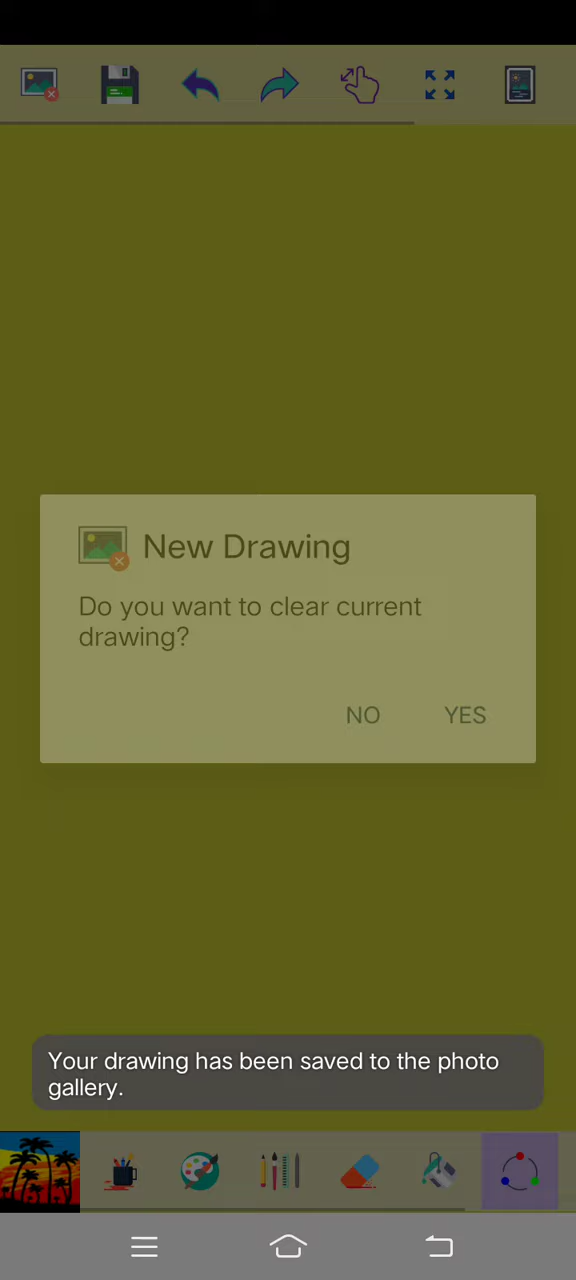 New Drawing
Do you want to clear current
drawing?
NO YES
Your drawing has been saved to the photo
gallery.